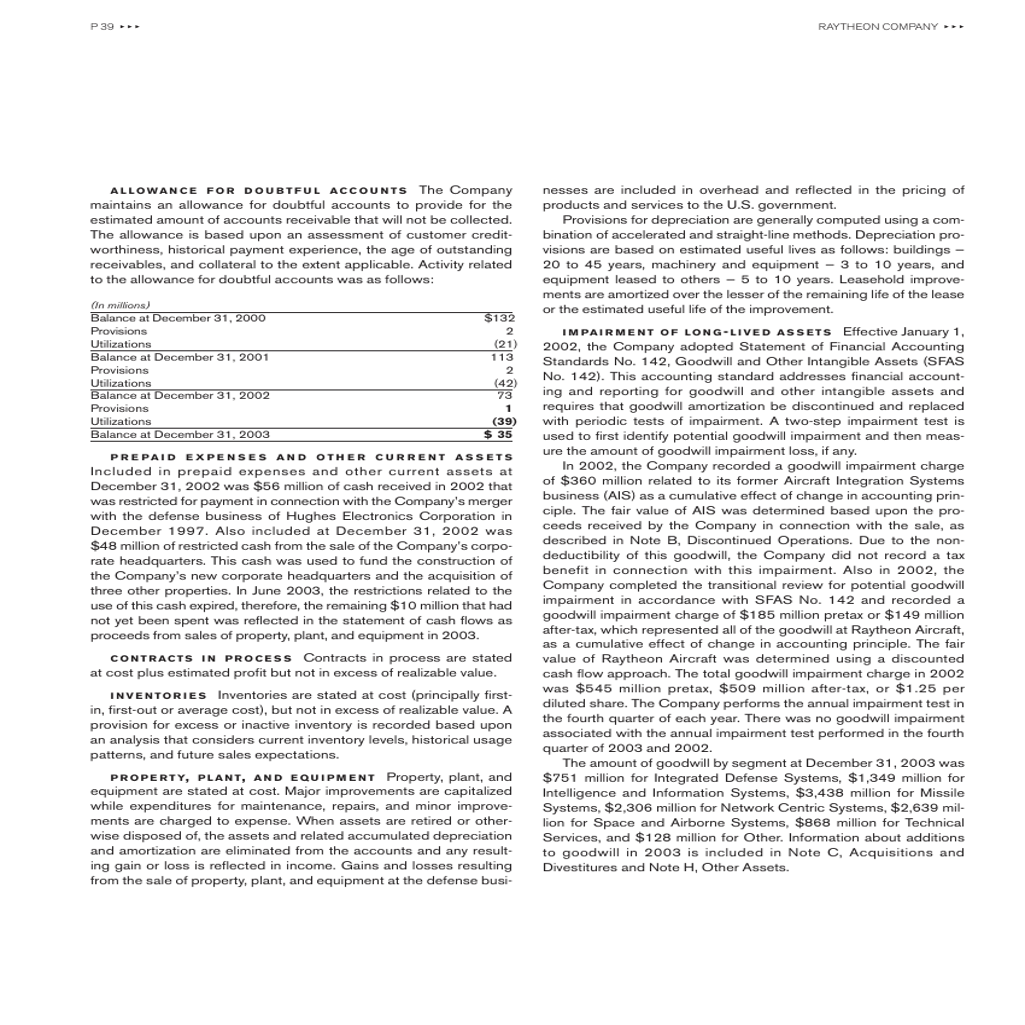 P 39 ‣‣‣
RAYTHEON COMPANY ‣‣‣
ALLOWANCE FOR DOUBTFUL ACCOUNTS The Company
maintains an allowance for doubtful accounts to provide for the
estimated amount of accounts receivable that will not be collected.
The allowance is based upon an assessment of customer credit-
worthiness, historical payment experience, the age of outstanding
receivables, and collateral to the extent applicable. Activity related
to the allowance for doubtful accounts was as follows:
(In millions)
Balance at December 31, 2000 $132
Provisions 2
Utilizations (21)
Balance at December 31, 2001 113
Provisions 2
Utilizations (42)
Balance at December 31, 2002 73
Provisions 1
Utilizations (39)
Balance at December 31, 2003 $ 35
PREPAID EXPENSES AND OTHER CURRENT ASSETS
Included in prepaid expenses and other current assets at
December 31, 2002 was $56 million of cash received in 2002 that
was restricted for payment in connection with the Company's merger
with the defense business of Hughes Electronics Corporation in
December 1997. Also included at December 31, 2002 was
$48 million of restricted cash from the sale of the Company's corpo-
rate headquarters. This cash was used to fund the construction of
the Company's new corporate headquarters and the acquisition of
three other properties. In June 2003, the restrictions related to the
use of this cash expired, therefore, the remaining $10 million that had
not yet been spent was reflected in the statement of cash flows as
proceeds from sales of property, plant, and equipment in 2003.
CONTRACTS IN PROCESS Contracts in process are stated
at cost plus estimated profit but not in excess of realizable value.
INVENTORIES Inventories are stated at cost (principally first-
in, first-out or average cost), but not in excess of realizable value. A
provision for excess or inactive inventory is recorded based upon
an analysis that considers current inventory levels, historical usage
patterns, and future sales expectations.
PROPERTY, PLANT, AND EQUIPMENT Property, plant, and
equipment are stated at cost. Major improvements are capitalized
while expenditures for maintenance, repairs, and minor improve-
ments are charged to expense. When assets are retired or other-
wise disposed of, the assets and related accumulated depreciation
and amortization are eliminated from the accounts and any result-
ing gain or loss is reflected in income. Gains and losses resulting
from the sale of property, plant, and equipment at the defense busi-
nesses are included in overhead and reflected in the pricing of
products and services to the U.S. government.
Provisions for depreciation are generally computed using a com-
bination of accelerated and straight-line methods. Depreciation pro-
visions are based on estimated useful lives as follows: buildings –
20 to 45 years, machinery and equipment – 3 to 10 years, and
equipment leased to others – 5 to 10 years. Leasehold improve-
ments are amortized over the lesser of the remaining life of the lease
or the estimated useful life of the improvement.
IMPAIRMENT OF LONG-LIVED ASSETS Effective January 1,
2002, the Company adopted Statement of Financial Accounting
Standards No. 142, Goodwill and Other Intangible Assets (SFAS
No. 142). This accounting standard addresses financial account-
ing and reporting for goodwill and other intangible assets and
requires that goodwill amortization be discontinued and replaced
with periodic tests of impairment. A two-step impairment test is
used to first identify potential goodwill impairment and then meas-
ure the amount of goodwill impairment loss, if any.
In 2002, the Company recorded a goodwill impairment charge
of $360 million related to its former Aircraft Integration Systems
business (AIS) as a cumulative effect of change in accounting prin-
ciple. The fair value of AIS was determined based upon the pro-
ceeds received by the Company in connection with the sale, as
described in Note B, Discontinued Operations. Due to the non-
deductibility of this goodwill, the Company did not record a tax
benefit in connection with this impairment. Also in 2002, the
Company completed the transitional review for potential goodwill
impairment in accordance with SFAS No. 142 and recorded a
goodwill impairment charge of $185 million pretax or $149 million
after-tax, which represented all of the goodwill at Raytheon Aircraft,
as a cumulative effect of change in accounting principle. The fair
value of Raytheon Aircraft was determined using a discounted
cash flow approach. The total goodwill impairment charge in 2002
was $545 million pretax, $509 million after-tax, or $1.25 per
diluted share. The Company performs the annual impairment test in
the fourth quarter of each year. There was no goodwill impairment
associated with the annual impairment test performed in the fourth
quarter of 2003 and 2002.
The amount of goodwill by segment at December 31, 2003 was
$751 million for Integrated Defense Systems, $1,349 million for
Intelligence and Information Systems, $3,438 million for Missile
Systems, $2,306 million for Network Centric Systems, $2,639 mil-
lion for Space and Airborne Systems, $868 million for Technical
Services, and $128 million for Other. Information about additions
to goodwill in 2003 is included in Note C, Acquisitions and
Divestitures and Note H, Other Assets.